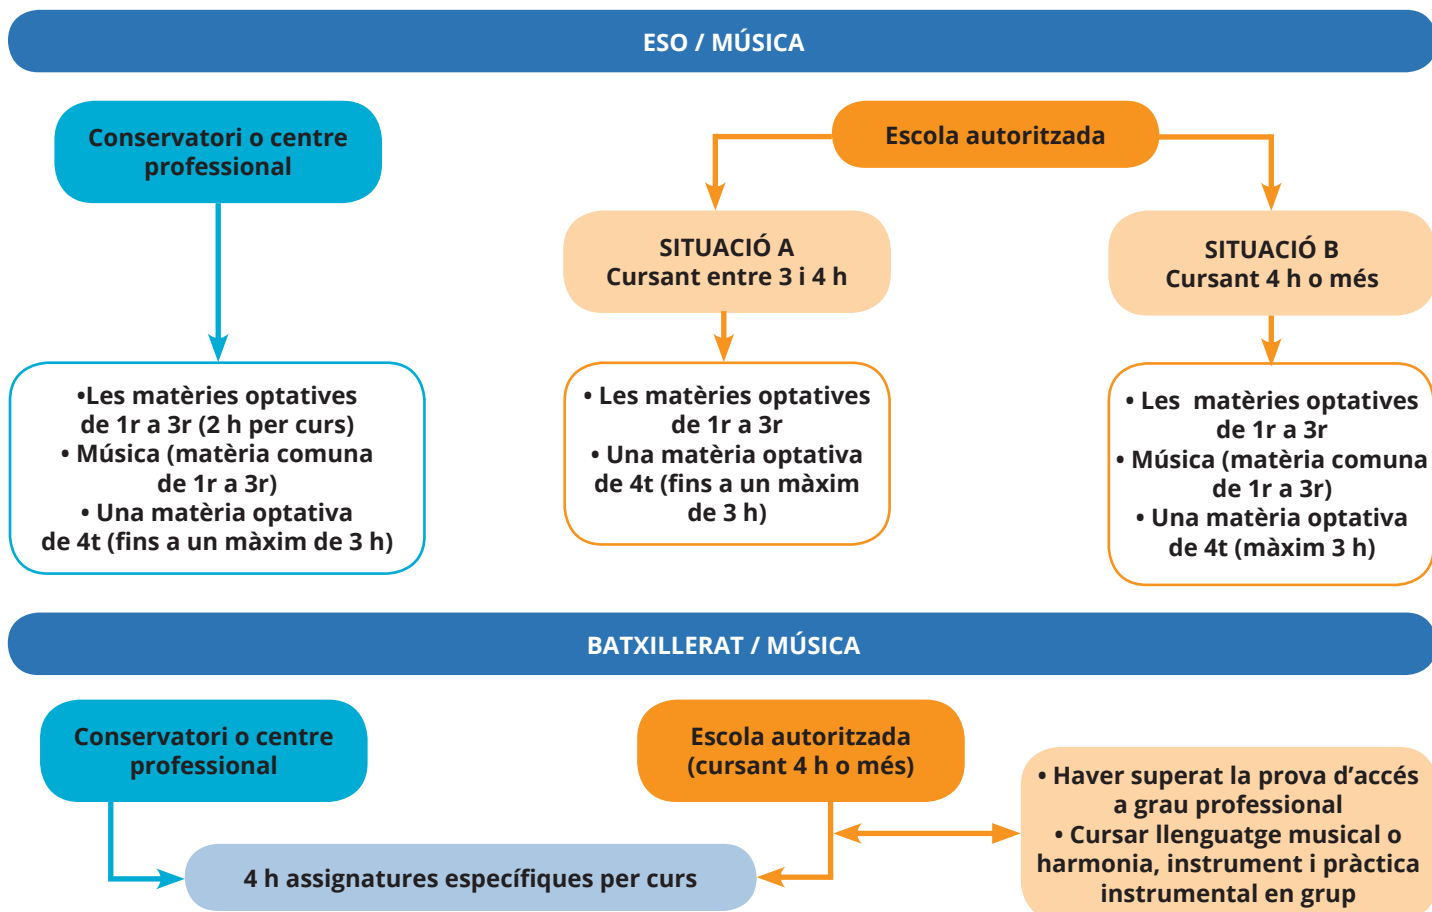 ESO / MÚSICA
Conservatori o centre
professional
Escola autoritzada
SITUACIÓ A
Cursant entre 3 i 4 h
SITUACIÓ B
Cursant 4 h o més
•Les matèries optatives
de 1r a 3r (2 h per curs)
• Música (matèria comuna
de 1r a 3r)
• Una matèria optativa
de 4t (fins a un màxim de 3 h)
• Les matèries optatives
de 1r a 3r
• Una matèria optativa
de 4t (fins a un màxim
de 3 h)
• Les matèries optatives
de 1r a 3r
• Música (matèria comuna
de 1r a 3r)
• Una matèria optativa
de 4t (màxim 3 h)
BATXILLERAT / MÚSICA
Conservatori o centre
professional
Escola autoritzada
(cursant 4 h o més)
• Haver superat la prova d’accés
a grau professional
• Cursar llenguatge musical o
harmonia, instrument i pràctica
instrumental en grup
4 h assignatures específiques per curs